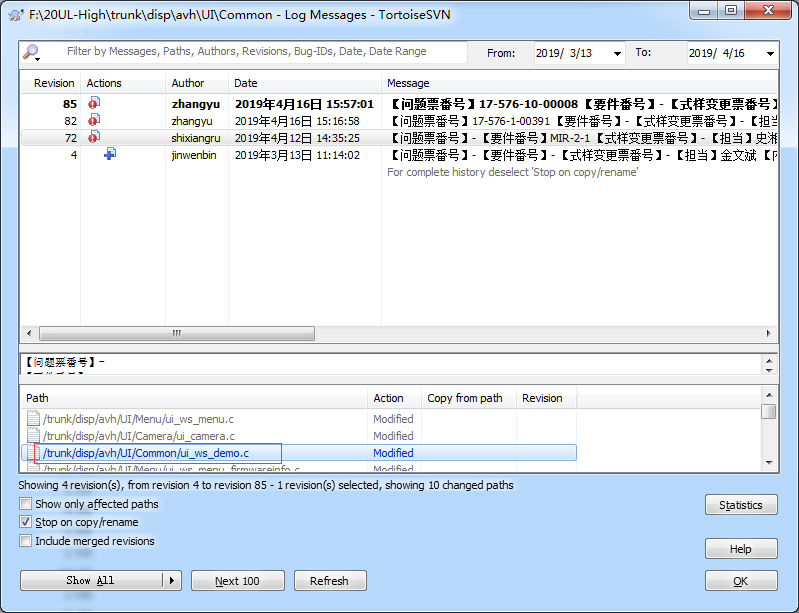 F:\20UL-High\trunk\disp\avh\UI\Common - Log Messages - TortoiseSVN
Filter by Messages, Paths, Authors, Revisions, Bug-IDs, Date, Date Range From: 2019/ 3/13 To: 2019/ 4/16
Revision Actions Author Date Message
85 zhangyu 2019年4月16日 15:57:01 【问题票番号】17-576-10-00008【要件番号】-【式样变更票番号】
82 zhangyu 2019年4月16日 15:16:58 【问题票番号】17-576-1-00391【要件番号】-【式样变更票番号】-【担当
72 shixiangru 2019年4月12日 14:35:25 【问题票番号】-【要件番号】MIR-2-1【式样变更票番号】-【担当】史湘
4 jinwenbin 2019年3月13日 11:14:02 【问题票番号】-【要件番号】-【式样变更票番号】-【担当】金文斌【内
For complete history deselect 'Stop on copy/rename'
【问题票番号】-
Path Action Copy from path Revision
/trunk/disp/avh/UI/Menu/ui_ws_menu.c Modified
/trunk/disp/avh/UI/Camera/ui_camera.c Modified
/trunk/disp/avh/UI/Common/ui_ws_demo.c Modified
/trunk/disp/avh/UI/Menu/ui_ws_menu_firmwareinfo.c Modified
Showing 4 revision(s), from revision 4 to revision 85 - 1 revision(s) selected, showing 10 changed paths
Show only affected paths
Stop on copy/rename
Include merged revisions
Statistics
Help
Show All Next 100 Refresh OK